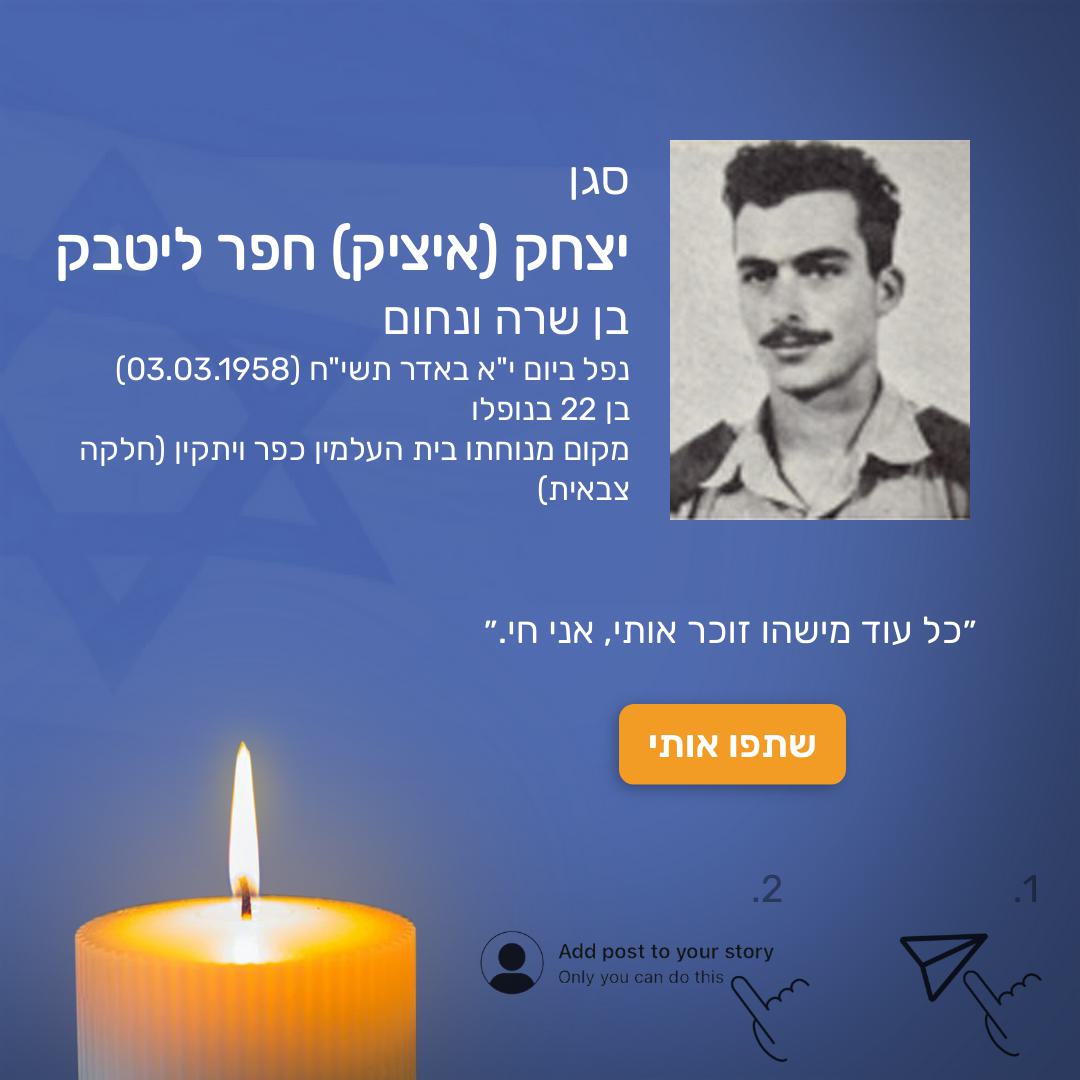 סגן
יצחק (איציק) חפר ליטבק
בן שרה ונחום
נפל ביום י"א באדר תשי"ח (03.03.1958)
בן 22 בנופלו
מקום מנוחתו בית העלמין כפר ויתקין (חלקה
צבאית)
״כל עוד מישהו זוכר אותי, אני חי.״
שתפו אותי
.1
.2
Add post to your story
Only you can do this